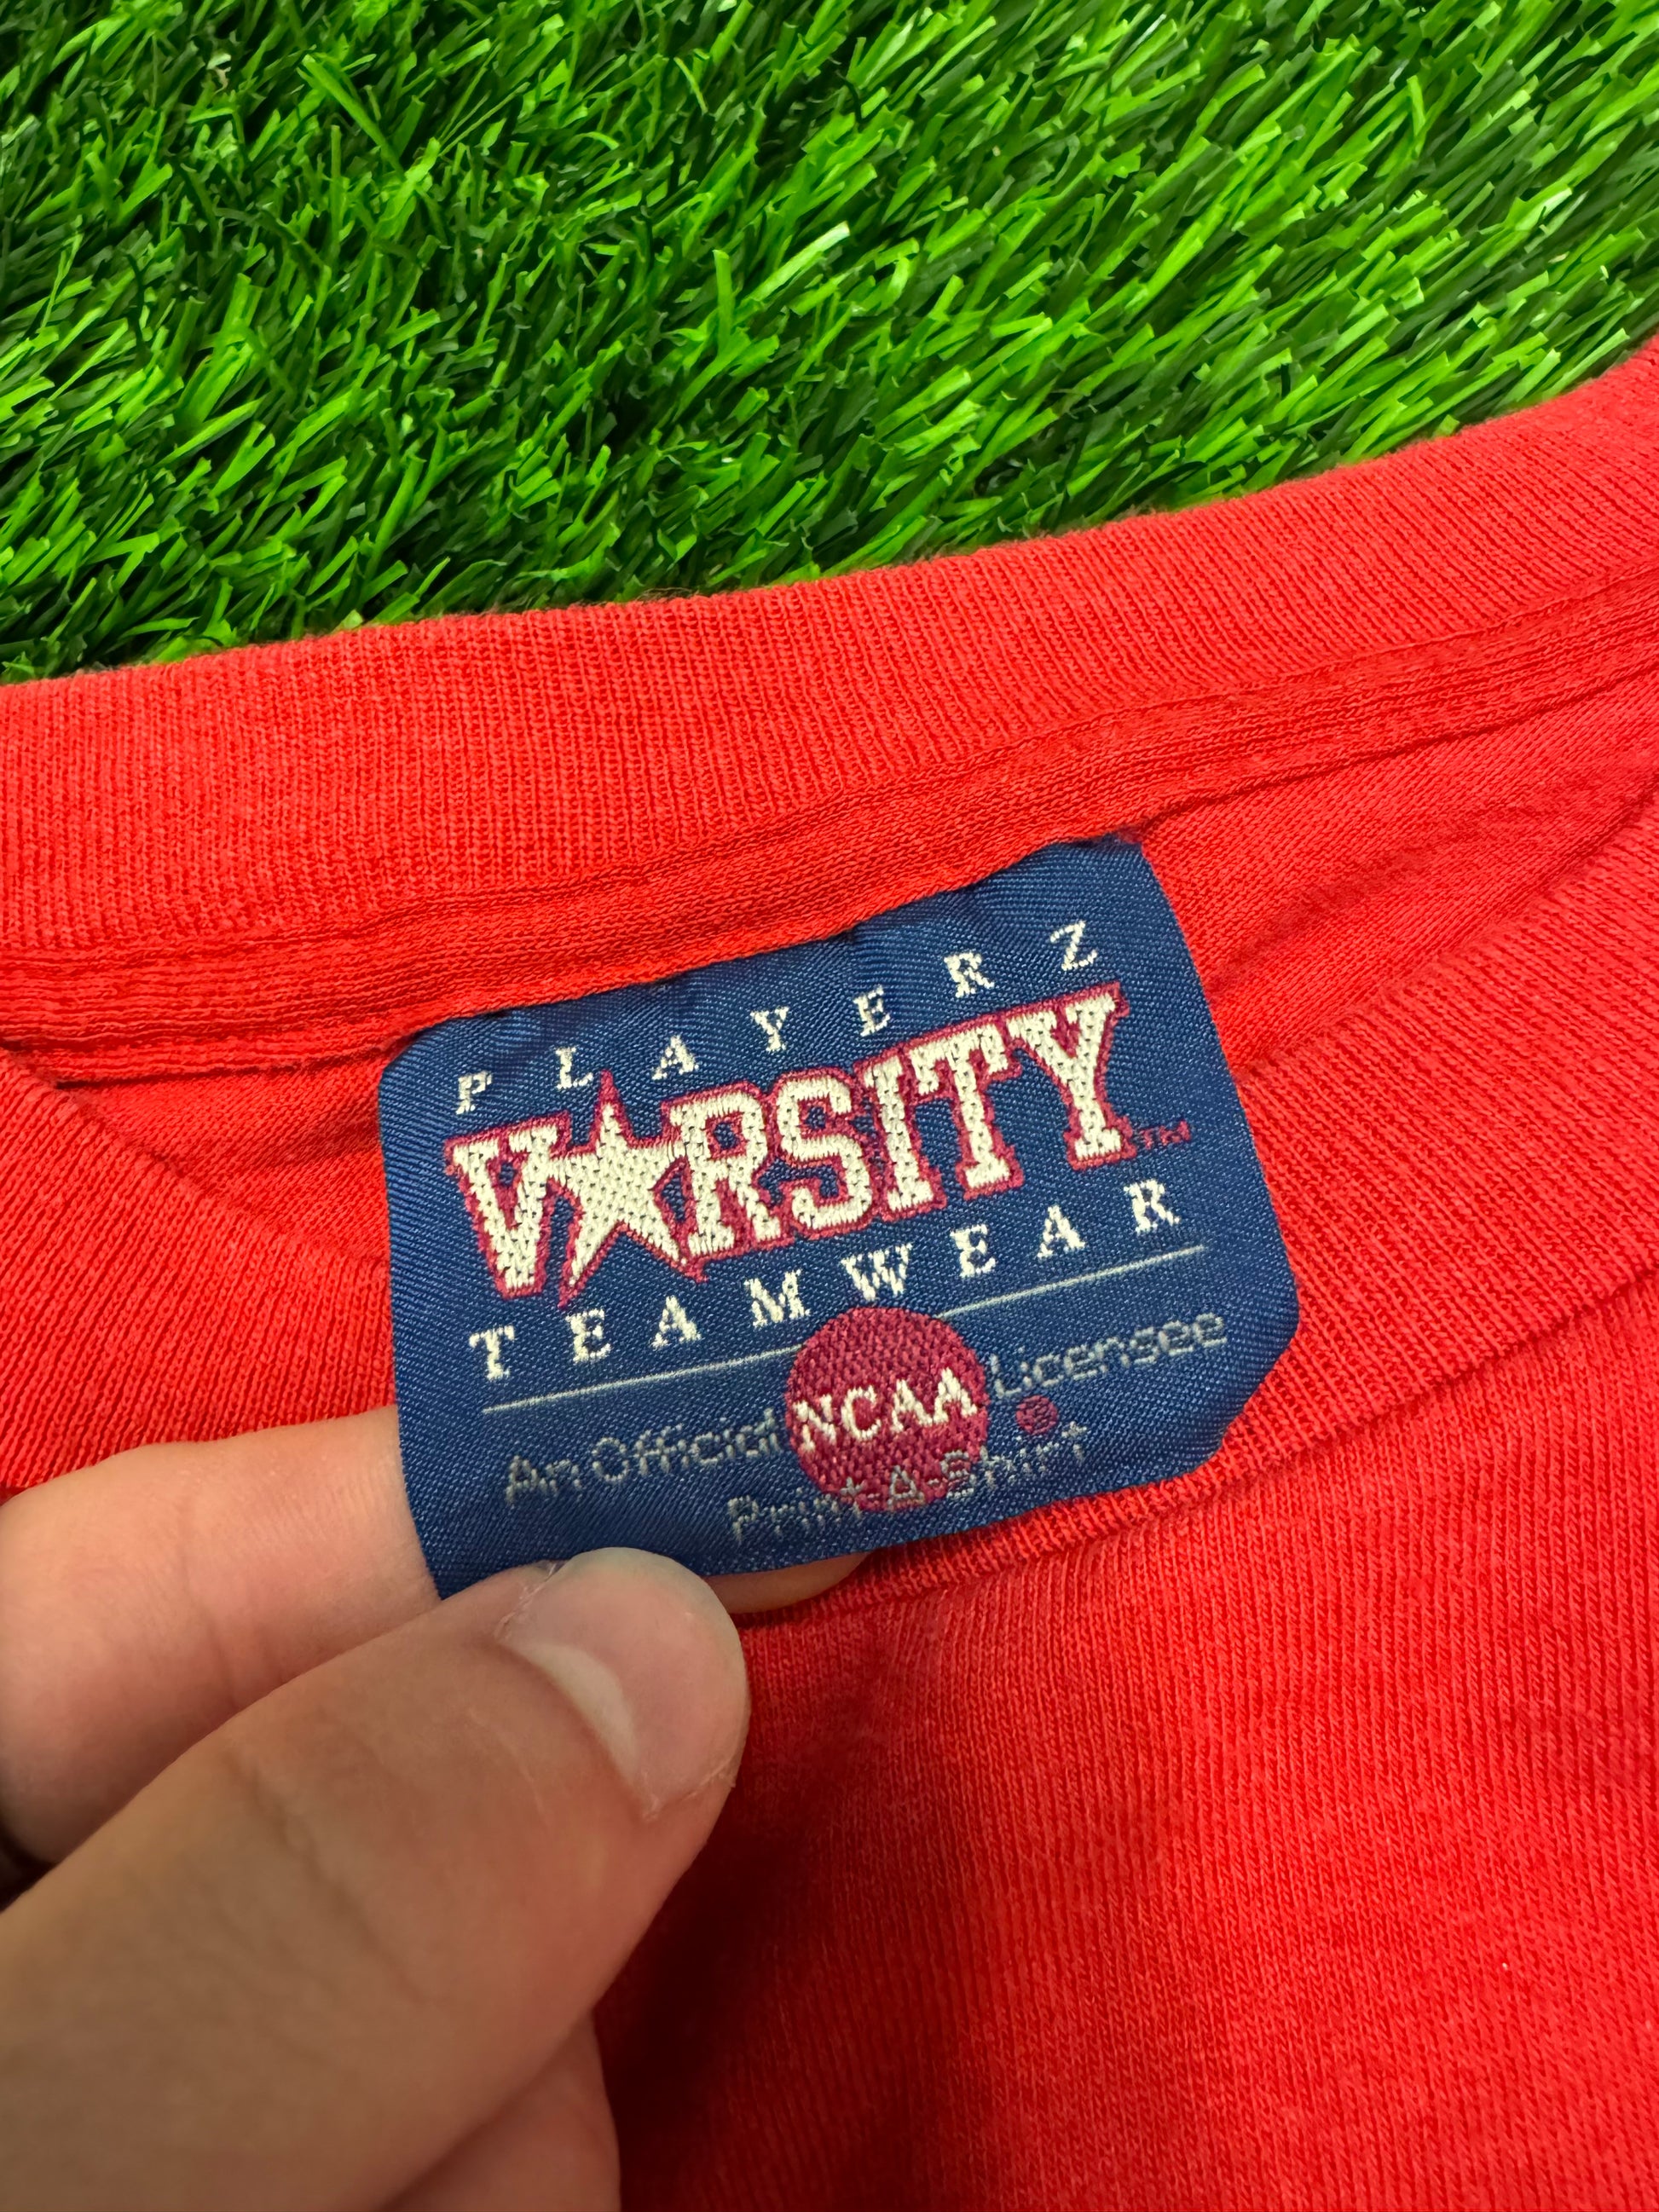 PLAYERZ
V★RSITY™
TEAMWEAR
An Official NCAA Licensee
Print-A-Shirt®